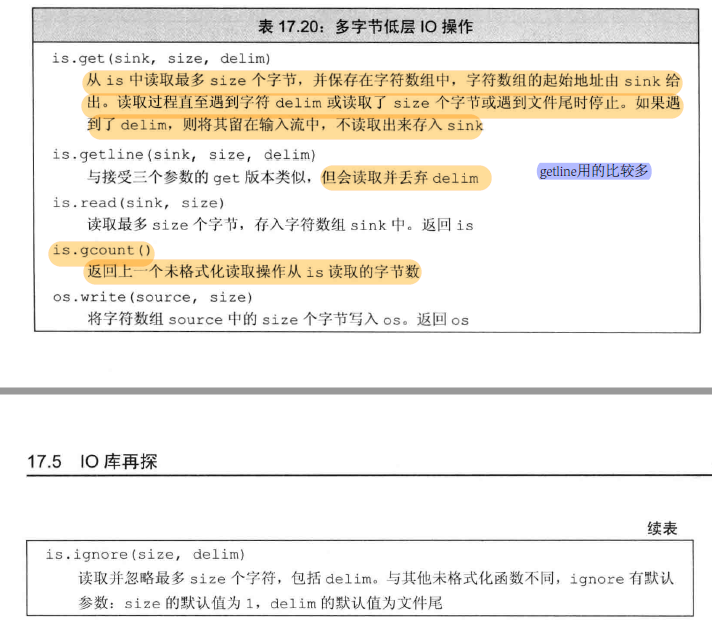 表 17.20：多字节低层 IO 操作
is.get(sink, size, delim)
从 is 中读取最多 size 个字节，并保存在字符数组中，字符数组的起始地址由 sink 给
出。读取过程直至遇到字符 delim 或读取了 size 个字节或遇到文件尾时停止。如果遇
到了 delim，则将其留在输入流中，不读取出来存入 sink
is.getline(sink, size, delim)
与接受三个参数的 get 版本类似，但会读取并丢弃 delim
getline用的比较多
is.read(sink, size)
读取最多 size 个字节，存入字符数组 sink 中。返回 is
is.gcount()
返回上一个未格式化读取操作从 is 读取的字节数
os.write(source, size)
将字符数组 source 中的 size 个字节写入 os。返回 os
17.5 IO 库再探
续表
is.ignore(size, delim)
读取并忽略最多 size 个字符，包括 delim。与其他未格式化函数不同，ignore 有默认
参数：size 的默认值为 1，delim 的默认值为文件尾